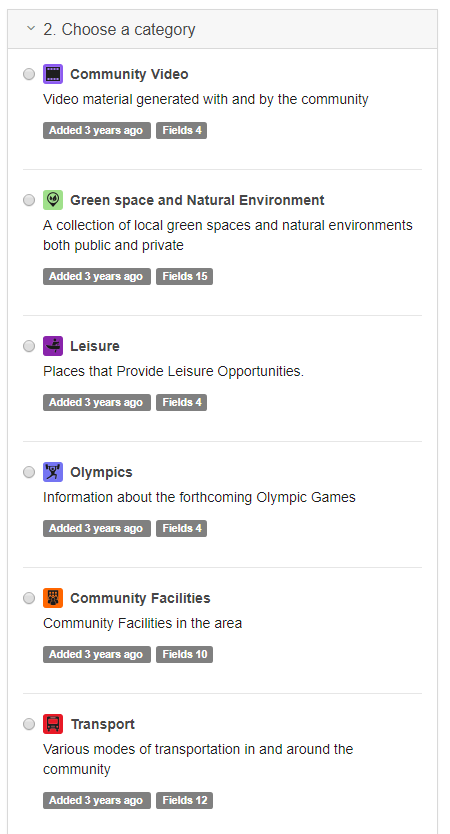 2. Choose a category
Community Video
Video material generated with and by the community
Added 3 years ago Fields 4
Green space and Natural Environment
A collection of local green spaces and natural environments
both public and private
Added 3 years ago Fields 15
Leisure
Places that Provide Leisure Opportunities.
Added 3 years ago Fields 4
Olympics
Information about the forthcoming Olympic Games
Added 3 years ago Fields 4
Community Facilities
Community Facilities in the area
Added 3 years ago Fields 10
Transport
Various modes of transportation in and around the
community
Added 3 years ago Fields 12